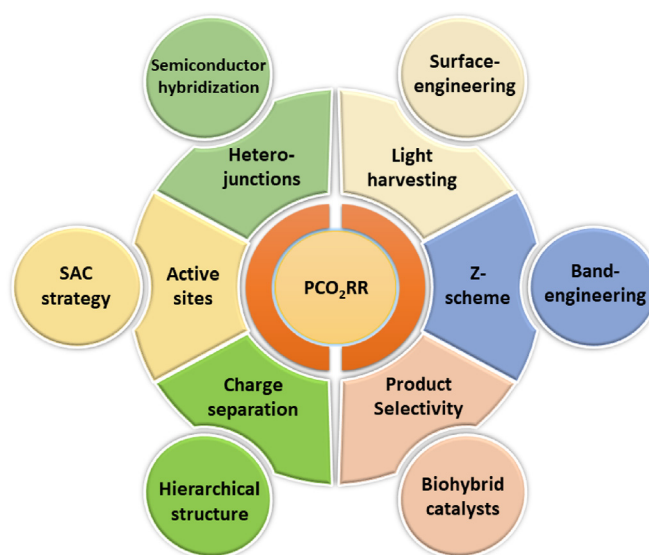 Semiconductor
hybridization
Surface-
engineering
Hetero-
junctions
Light
harvesting
SAC
strategy
Active
sites
PCO₂RR
Z-
scheme
Band-
engineering
Charge
separation
Product
Selectivity
Hierarchical
structure
Biohybrid
catalysts